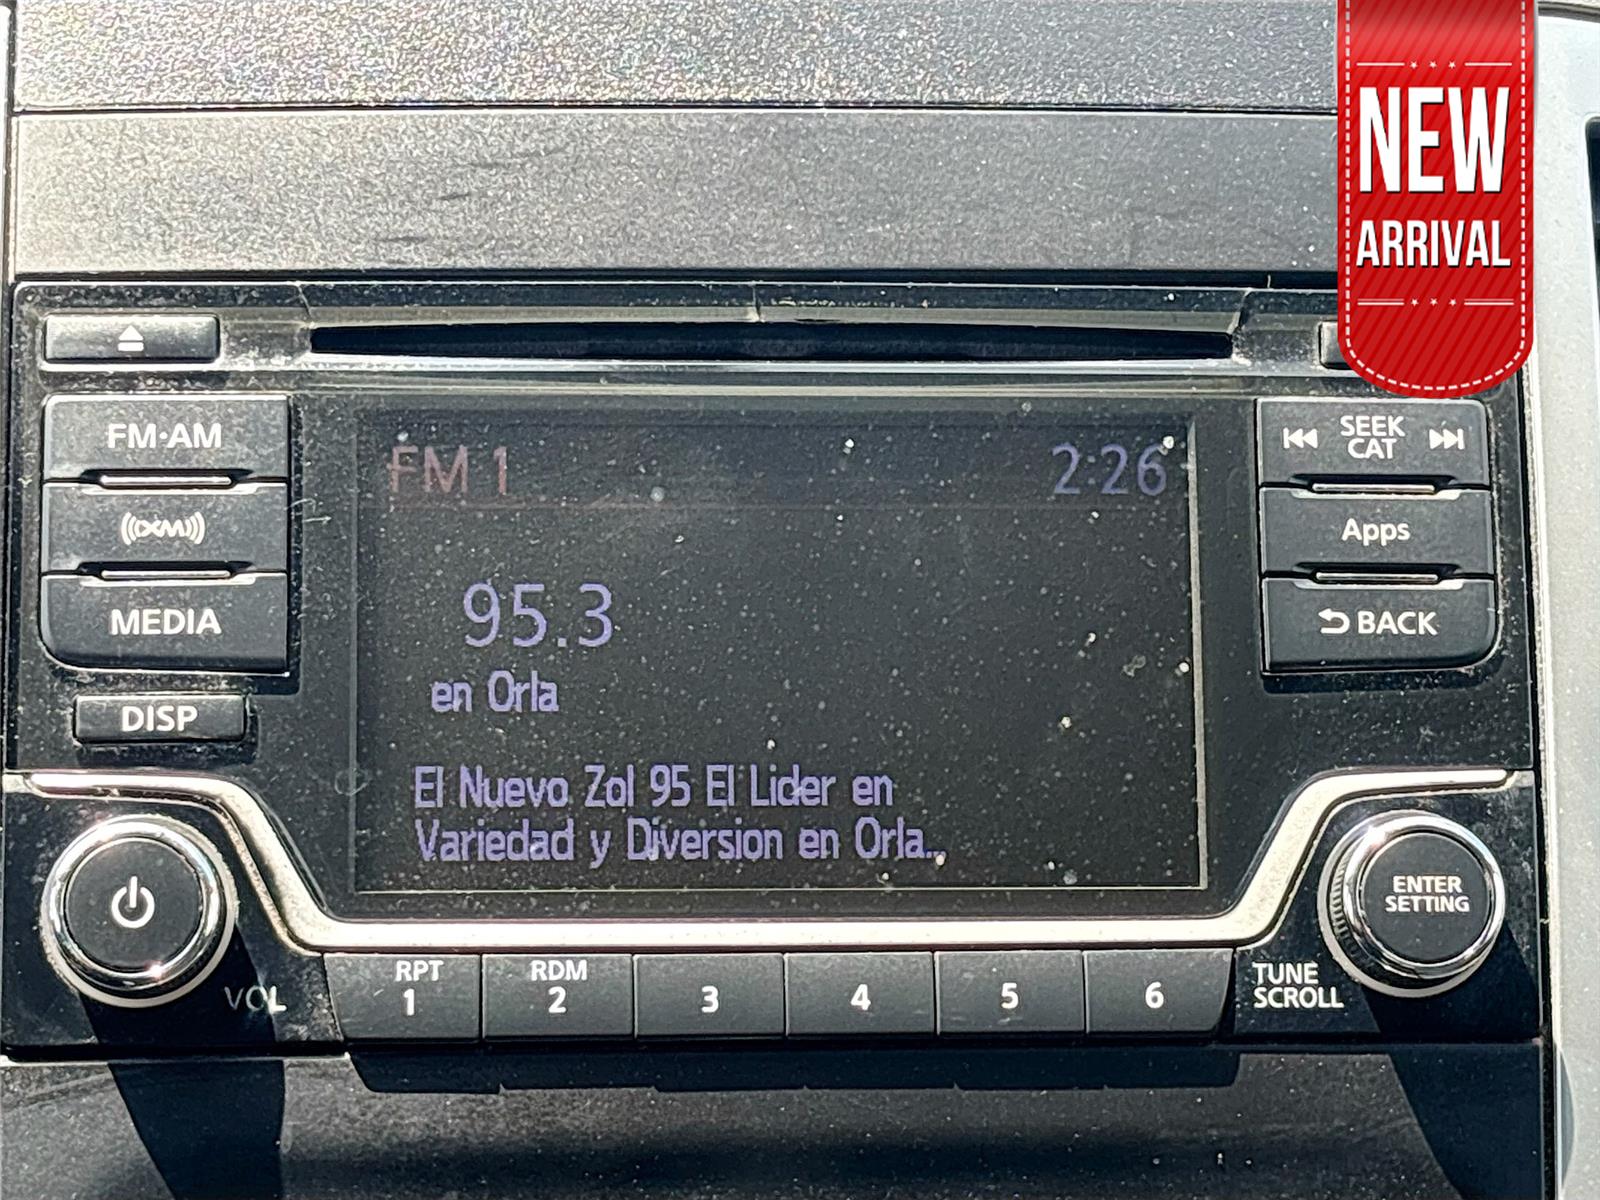 NEW
ARRIVAL
FM·AM
XM
MEDIA
DISP
VOL
FM 1
2:26
95.3
en Orla
El Nuevo Zol 95 El Lider en
Variedad y Diversion en Orla…
SEEK
CAT
Apps
BACK
ENTER
SETTING
TUNE
SCROLL
RPT
1
RDM
2
3
4
5
6